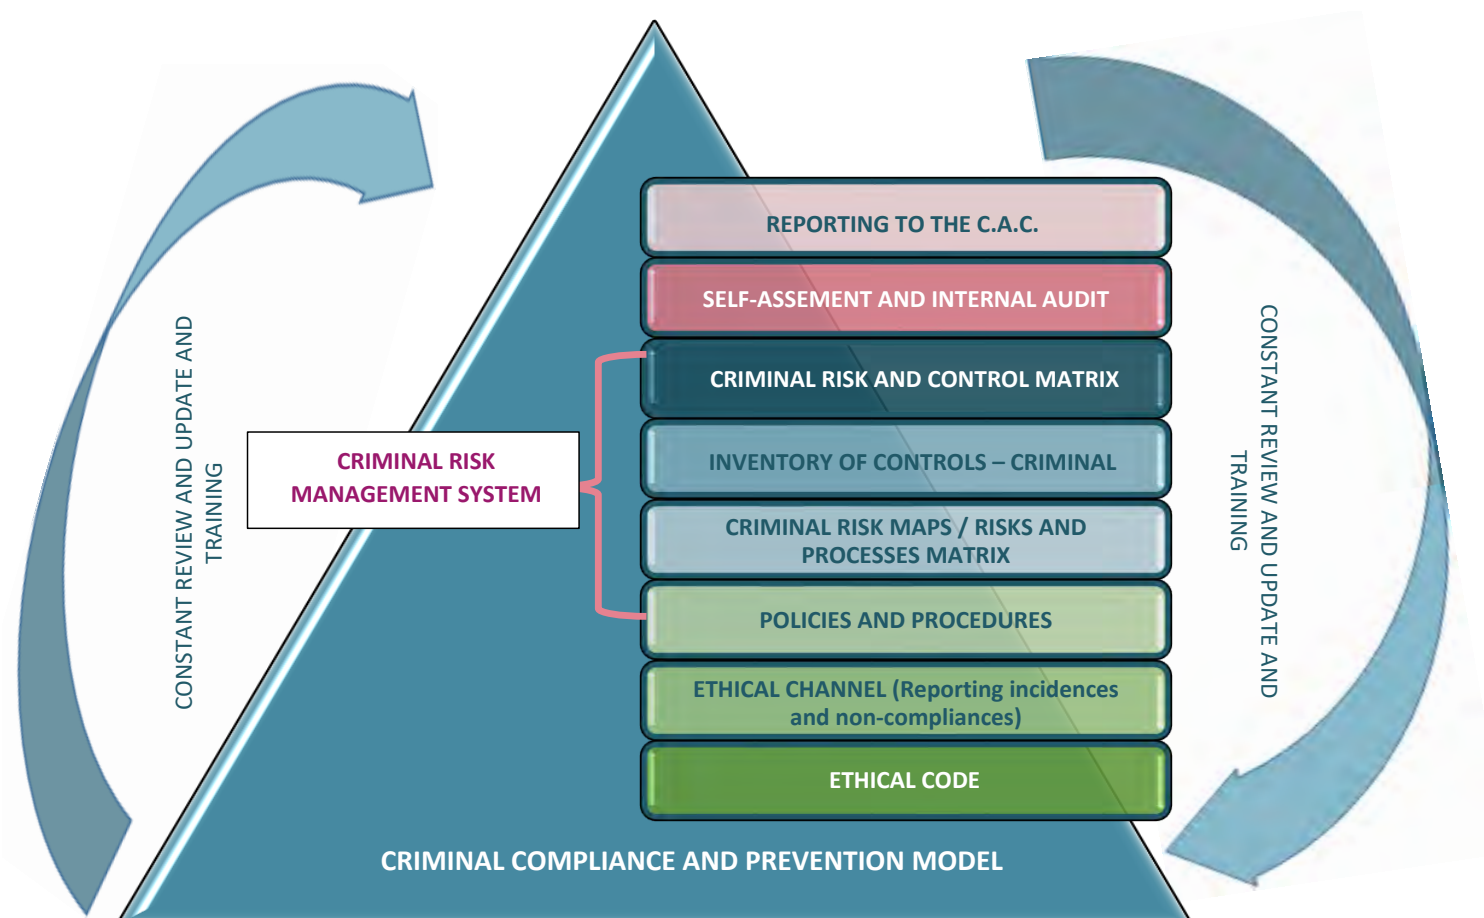 REPORTING TO THE C.A.C.
SELF-ASSEMENT AND INTERNAL AUDIT
CRIMINAL RISK AND CONTROL MATRIX
INVENTORY OF CONTROLS – CRIMINAL
CRIMINAL RISK MAPS / RISKS AND
PROCESSES MATRIX
POLICIES AND PROCEDURES
ETHICAL CHANNEL (Reporting incidences
and non-compliances)
ETHICAL CODE
CRIMINAL RISK
MANAGEMENT SYSTEM
CONSTANT REVIEW AND UPDATE AND
TRAINING
CONSTANT REVIEW AND UPDATE AND
TRAINING
CRIMINAL COMPLIANCE AND PREVENTION MODEL